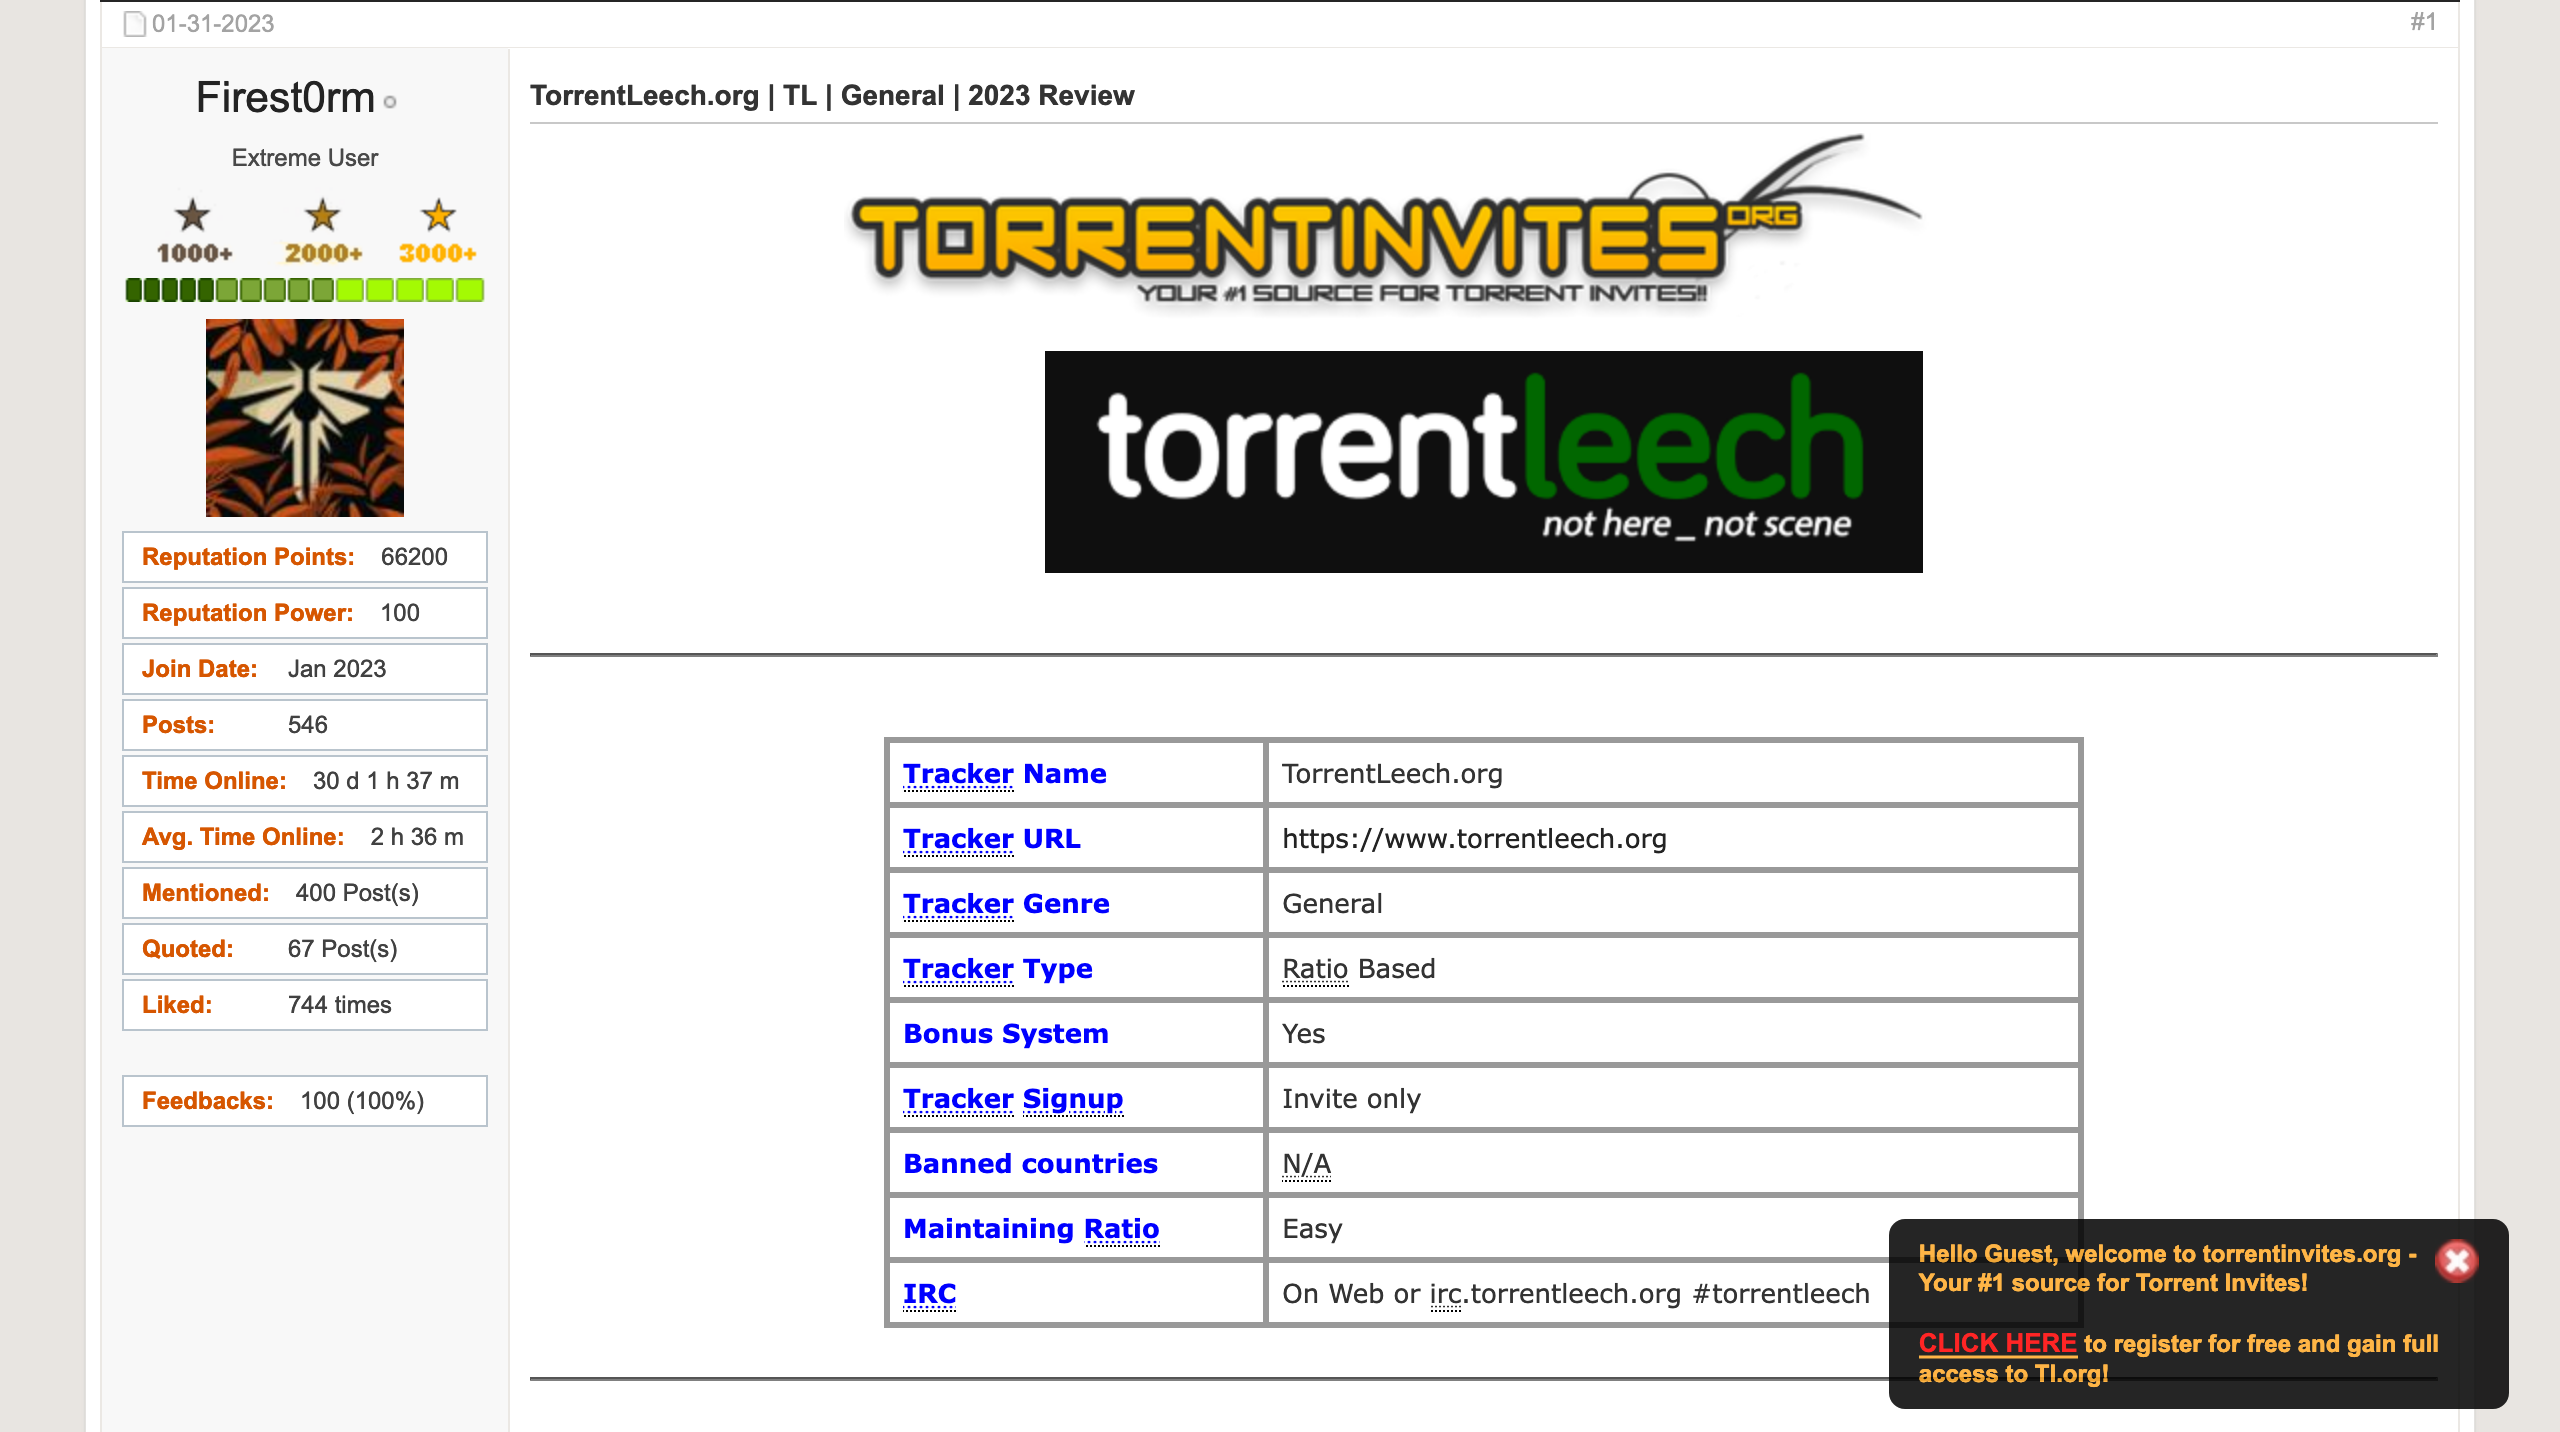 01-31-2023
#1
Firest0rm
Extreme User
1000+ 2000+ 3000+
Reputation Points: 66200
Reputation Power: 100
Join Date: Jan 2023
Posts: 546
Time Online: 30 d 1 h 37 m
Avg. Time Online: 2 h 36 m
Mentioned: 400 Post(s)
Quoted: 67 Post(s)
Liked: 744 times
Feedbacks: 100 (100%)
TorrentLeech.org | TL | General | 2023 Review
TORRENTINVITES ORG
YOUR #1 SOURCE FOR TORRENT INVITES!!
torrentleech
not here _ not scene
Tracker Name TorrentLeech.org
Tracker URL https://www.torrentleech.org
Tracker Genre General
Tracker Type Ratio Based
Bonus System Yes
Tracker Signup Invite only
Banned countries N/A
Maintaining Ratio Easy
IRC On Web or irc.torrentleech.org #torrentleech
Hello Guest, welcome to torrentinvites.org -
Your #1 source for Torrent Invites!
CLICK HERE to register for free and gain full
access to TI.org!